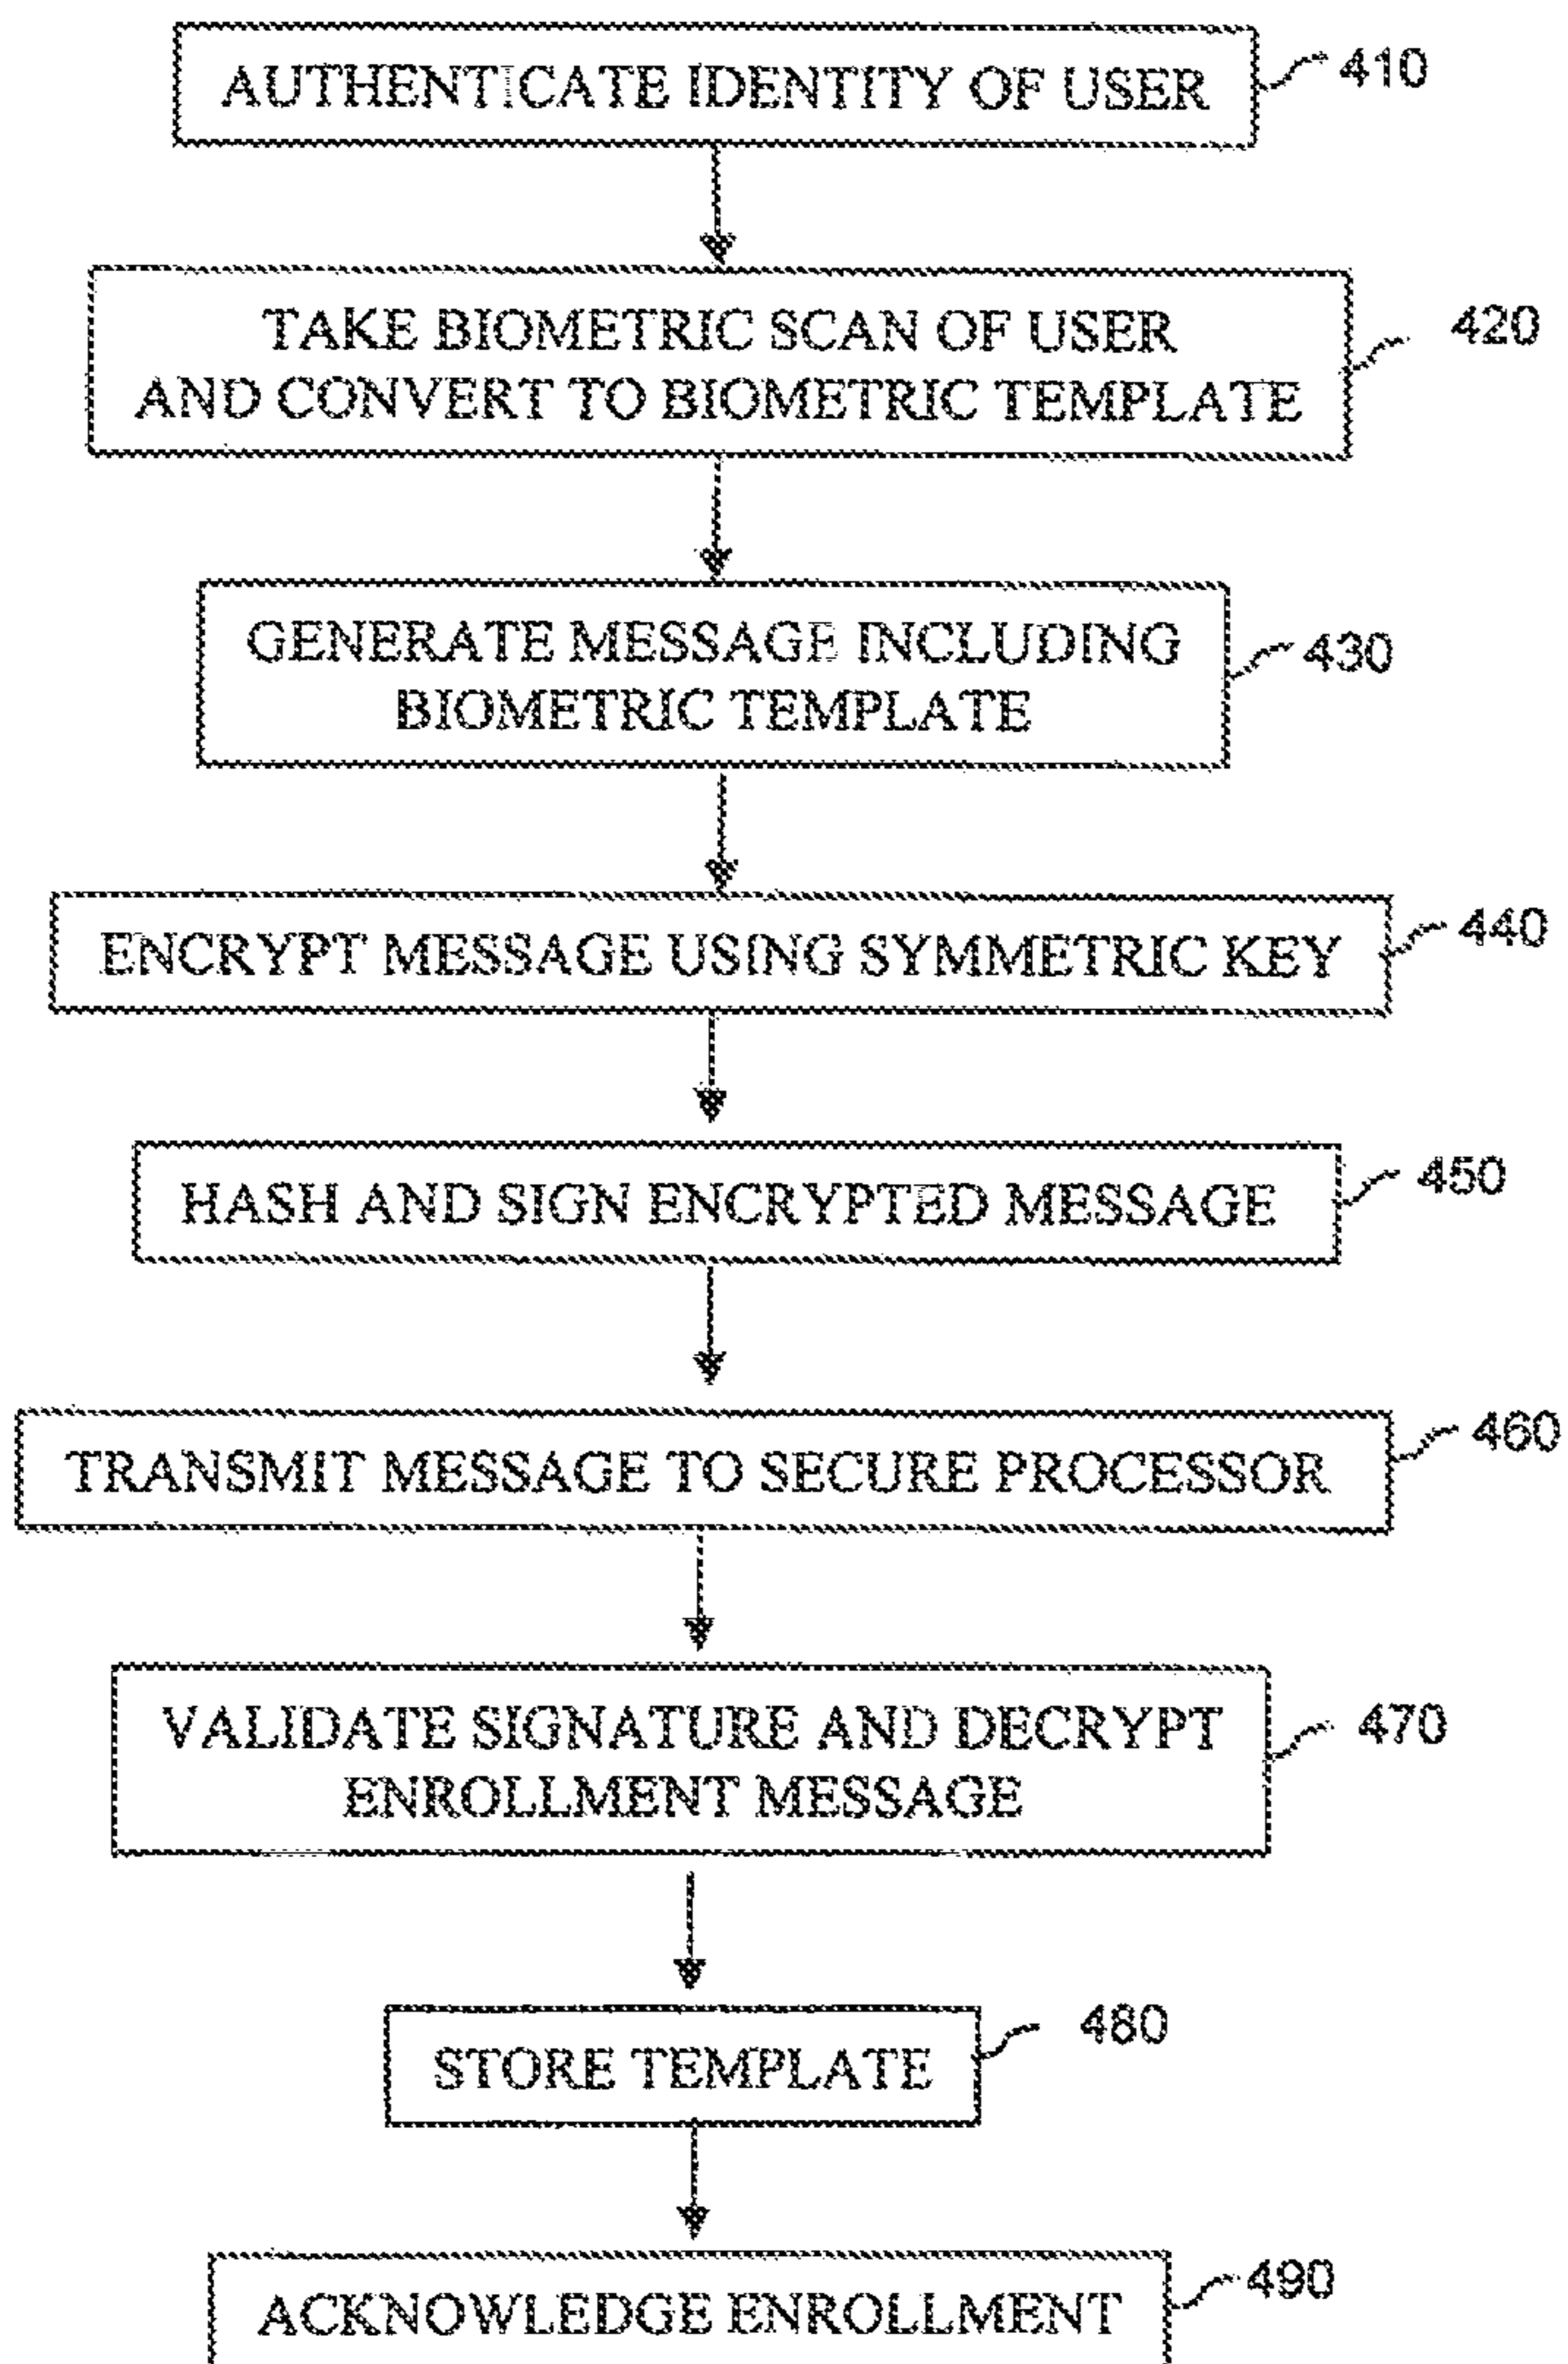 AUTHENTICATE IDENTITY OF USER 410
TAKE BIOMETRIC SCAN OF USER
AND CONVERT TO BIOMETRIC TEMPLATE 420
GENERATE MESSAGE INCLUDING
BIOMETRIC TEMPLATE 430
ENCRYPT MESSAGE USING SYMMETRIC KEY 440
HASH AND SIGN ENCRYPTED MESSAGE 450
TRANSMIT MESSAGE TO SECURE PROCESSOR 460
VALIDATE SIGNATURE AND DECRYPT
ENROLLMENT MESSAGE 470
STORE TEMPLATE 480
ACKNOWLEDGE ENROLLMENT 490